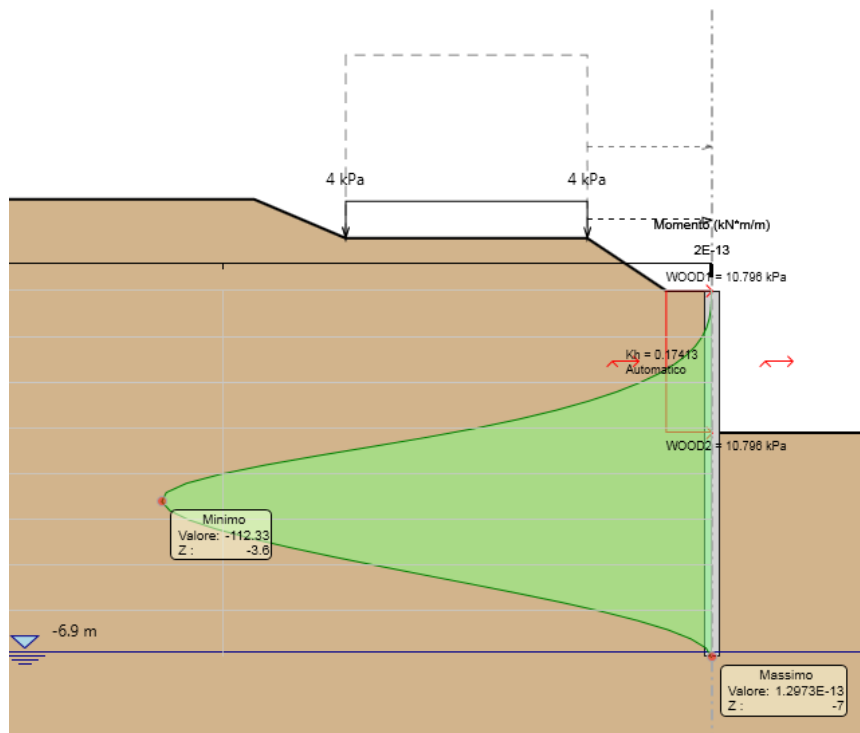 4 kPa
4 kPa
Momento (kN*m/m)
2E-13
WOOD1 = 10.796 kPa
Kh = 0.17413
Automatico
WOOD2 = 10.796 kPa
Minimo
Valore: -112.33
Z : -3.6
-6.9 m
Massimo
Valore: 1.2973E-13
Z : -7